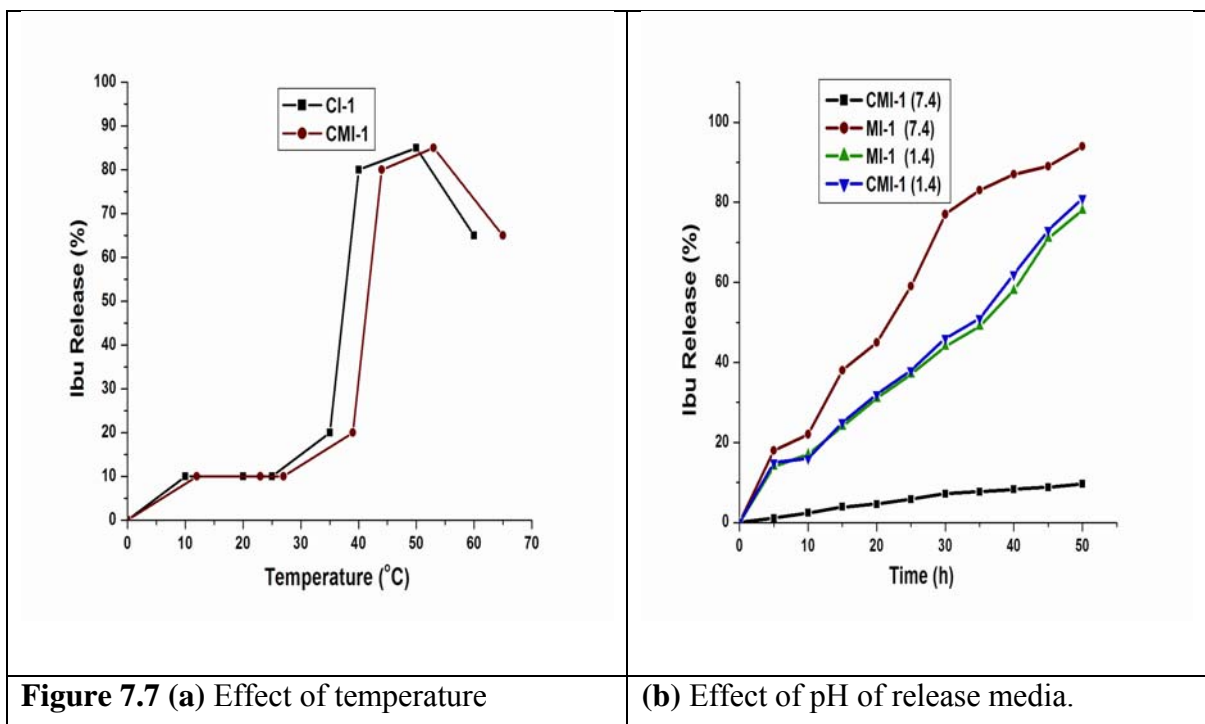 100
90
80
70
60
50
40
30
20
10
0
Ibu Release (%)
CI-1
CMI-1
0 10 20 30 40 50 60 70
Temperature (°C)
100
80
60
40
20
0
Ibu Release (%)
CMI-1 (7.4)
MI-1 (7.4)
MI-1 (1.4)
CMI-1 (1.4)
0 10 20 30 40 50
Time (h)
Figure 7.7 (a) Effect of temperature
(b) Effect of pH of release media.